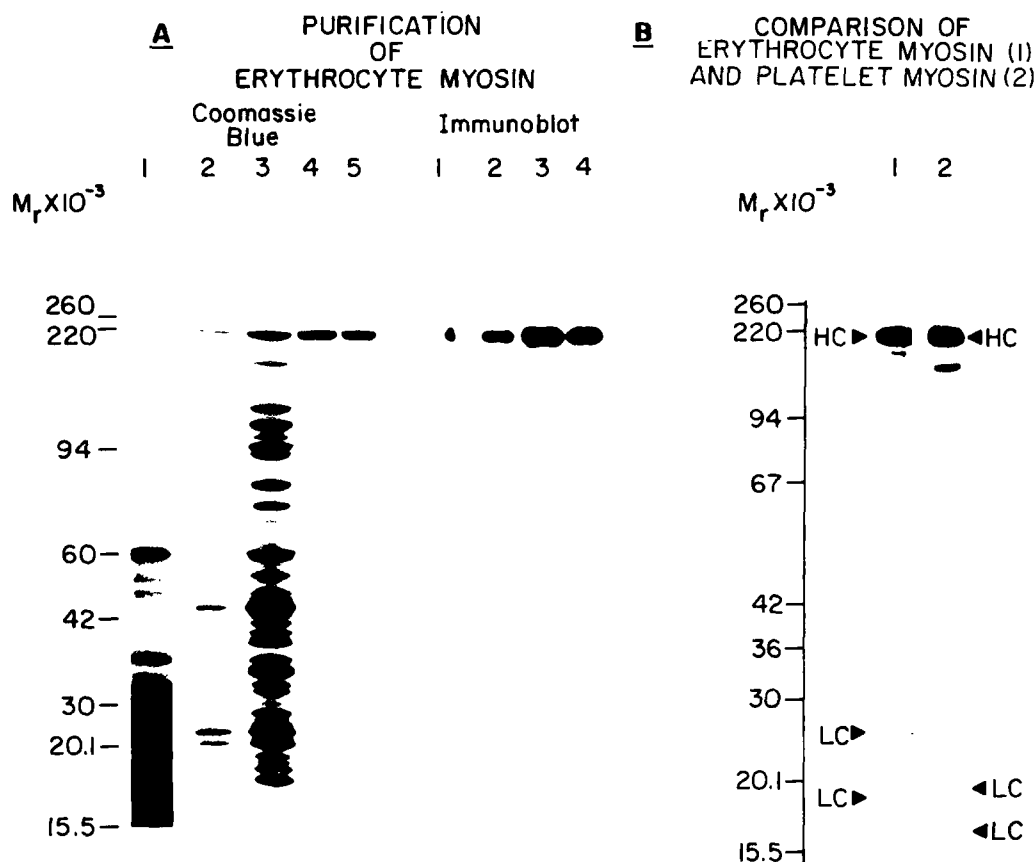 A
PURIFICATION
OF
ERYTHROCYTE MYOSIN
Coomassie
Blue
Immunoblot
1 2 3 4 5 1 2 3 4
MrX10-3
260
220
94
60
42
30
20.1
15.5
B
COMPARISON OF
ERYTHROCYTE MYOSIN (1)
AND PLATELET MYOSIN (2)
1 2
MrX10-3
260
220
HC HC
94
67
42
36
30
LC
20.1
LC LC
LC
15.5